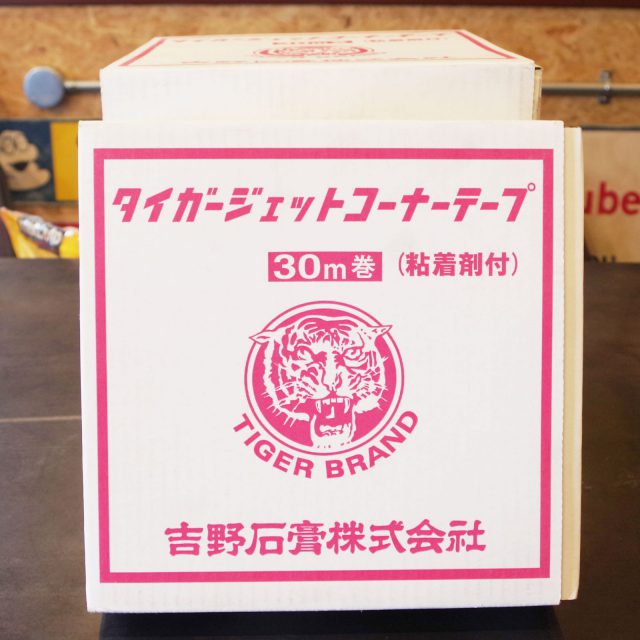 タイガージェットコーナーテープ
30m巻 (粘着剤付)
TIGER BRAND
吉野石膏株式会社
ube